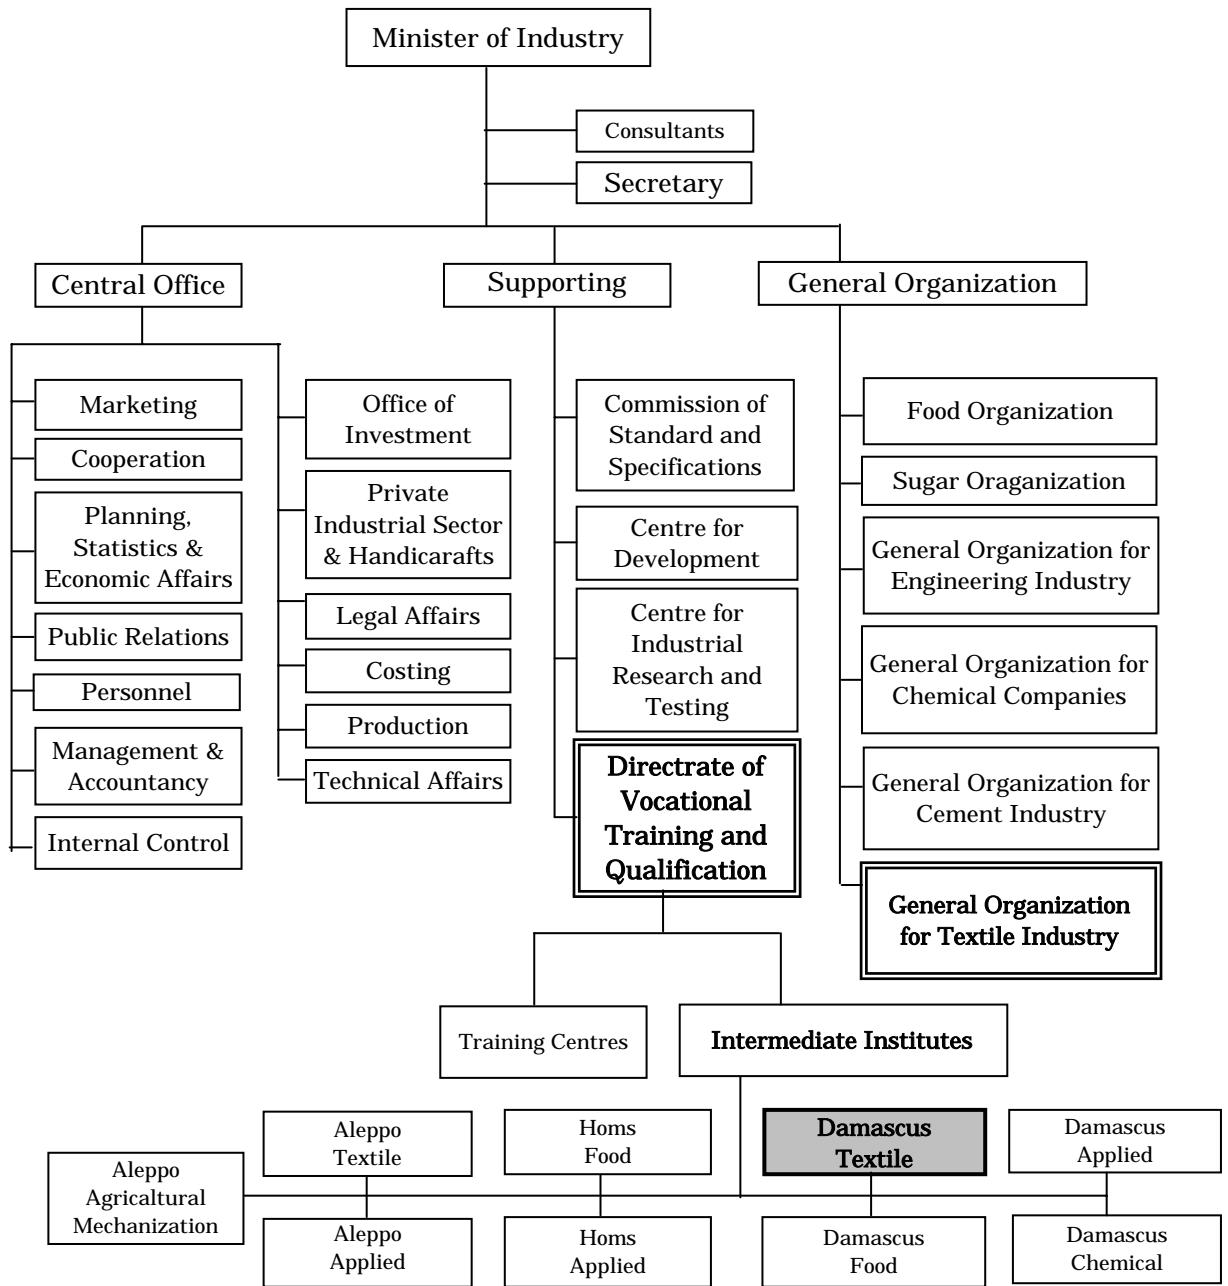 Minister of Industry
Consultants
Secretary
Central Office
Supporting
General Organization
Marketing
Cooperation
Planning,
Statistics &
Economic Affairs
Public Relations
Personnel
Management &
Accountancy
Internal Control
Office of
Investment
Private
Industrial Sector
& Handicarafts
Legal Affairs
Costing
Production
Technical Affairs
Commission of
Standard and
Specifications
Centre for
Development
Centre for
Industrial
Research and
Testing
Directrate of
Vocational
Training and
Qualification
Food Organization
Sugar Oraganization
General Organization for
Engineering Industry
General Organization for
Chemical Companies
General Organization for
Cement Industry
General Organization
for Textile Industry
Training Centres
Intermediate Institutes
Aleppo
Agricaltural
Mechanization
Aleppo
Textile
Homs
Food
Damascus
Textile
Damascus
Applied
Aleppo
Applied
Homs
Applied
Damascus
Food
Damascus
Chemical